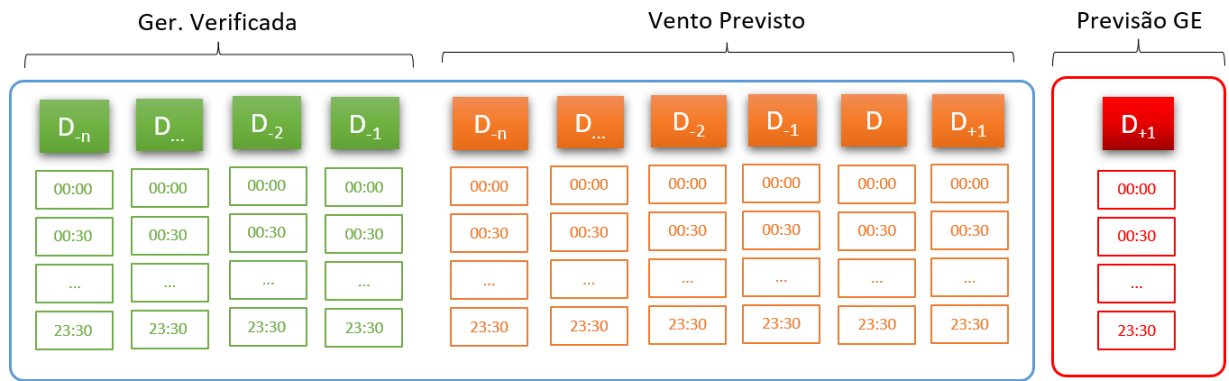 Ger. Verificada Vento Previsto Previsão GE
D-n D... D-2 D-1 D-n D... D-2 D-1 D D+1 D+1
00:00 00:00 00:00 00:00 00:00 00:00 00:00 00:00 00:00 00:00 00:00
00:30 00:30 00:30 00:30 00:30 00:30 00:30 00:30 00:30 00:30 00:30
... ... ... ... ... ... ... ... ... ... ...
23:30 23:30 23:30 23:30 23:30 23:30 23:30 23:30 23:30 23:30 23:30